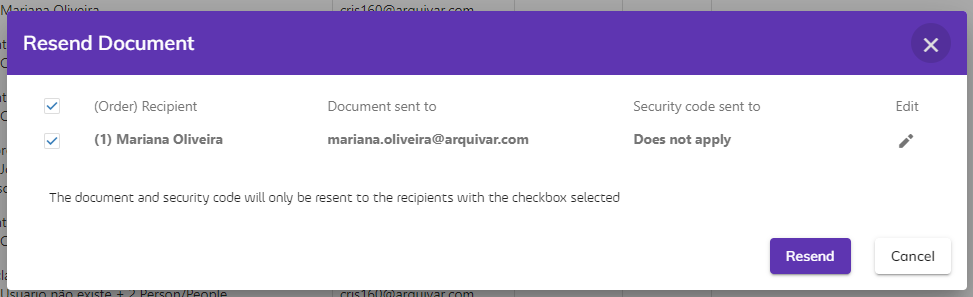 Mariana Oliveira cris160@arquivar.com
Resend Document
(Order) Recipient Document sent to Security code sent to Edit
(1) Mariana Oliveira mariana.oliveira@arquivar.com Does not apply
The document and security code will only be resent to the recipients with the checkbox selected
Resend Cancel
Usuário não existe + 2 Person/People cris160@arquivar.com